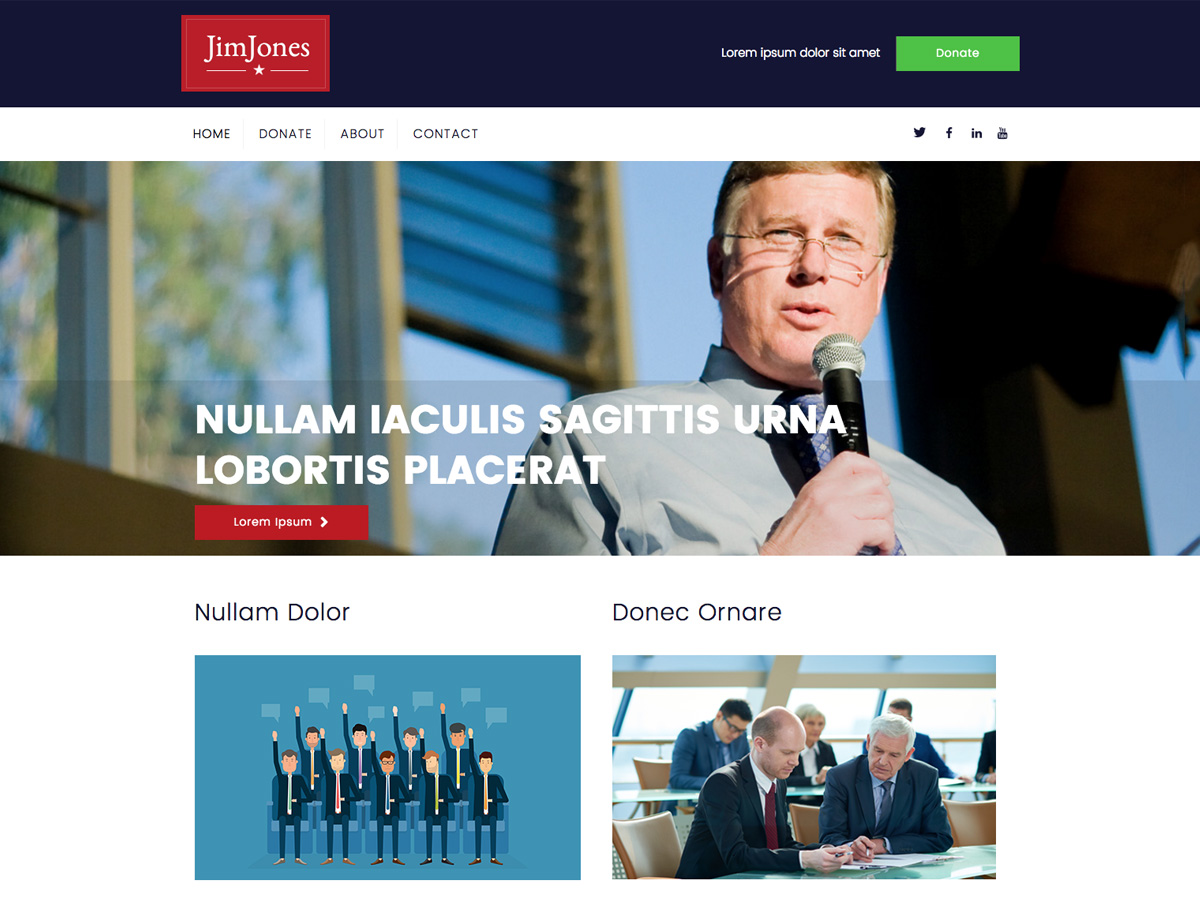 JimJones
Lorem ipsum dolor sit amet
Donate
HOME
DONATE
ABOUT
CONTACT
NULLAM IACULIS SAGITTIS URNA
LOBORTIS PLACERAT
Lorem Ipsum
Nullam Dolor
Donec Ornare